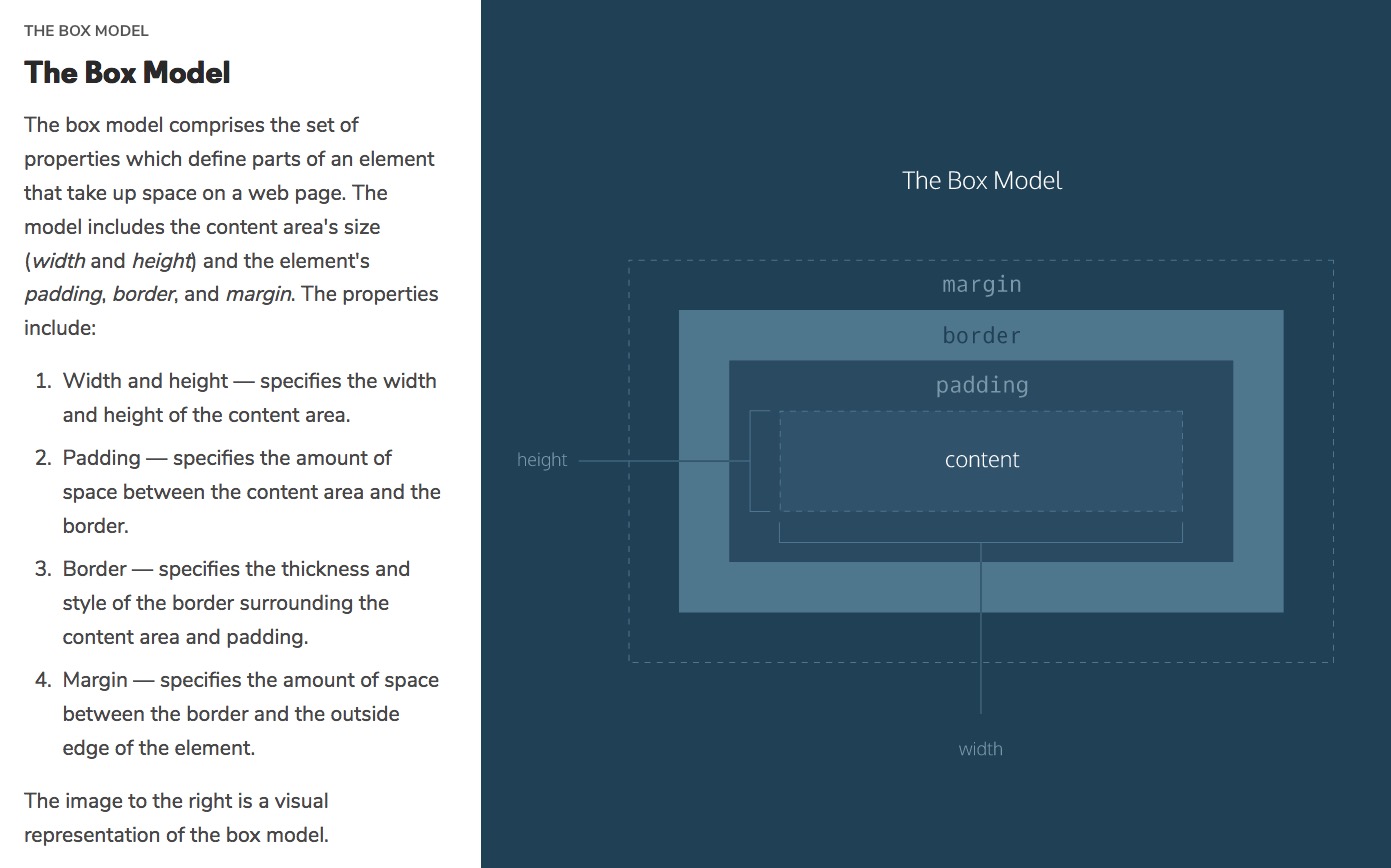 THE BOX MODEL
The Box Model
The box model comprises the set of
properties which define parts of an element
that take up space on a web page. The
model includes the content area's size
(width and height) and the element's
padding, border, and margin. The properties
include:
1. Width and height — specifies the width
and height of the content area.
2. Padding — specifies the amount of
space between the content area and the
border.
3. Border — specifies the thickness and
style of the border surrounding the
content area and padding.
4. Margin — specifies the amount of space
between the border and the outside
edge of the element.
The image to the right is a visual
representation of the box model.
The Box Model
margin
border
padding
height
content
width